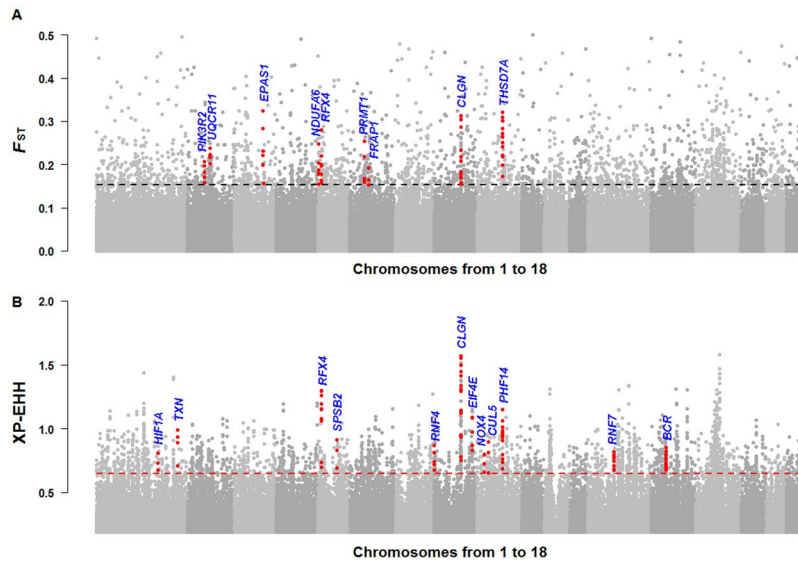 A
0.5
0.4
0.3
0.2
0.1
0.0
F ST
PIK3R2
UQCR11
EPAS1
NDUFA6
RFX4
PRMT1
FRAP1
CLGN
THSD7A
Chromosomes from 1 to 18
B
2.0
1.5
1.0
0.5
XP-EHH
HIF1A
TXN
RFX4
SPSB2
RNF4
CLGN
EIF4E
NOX4
CUL5
PHF14
RNF7
BCR
Chromosomes from 1 to 18